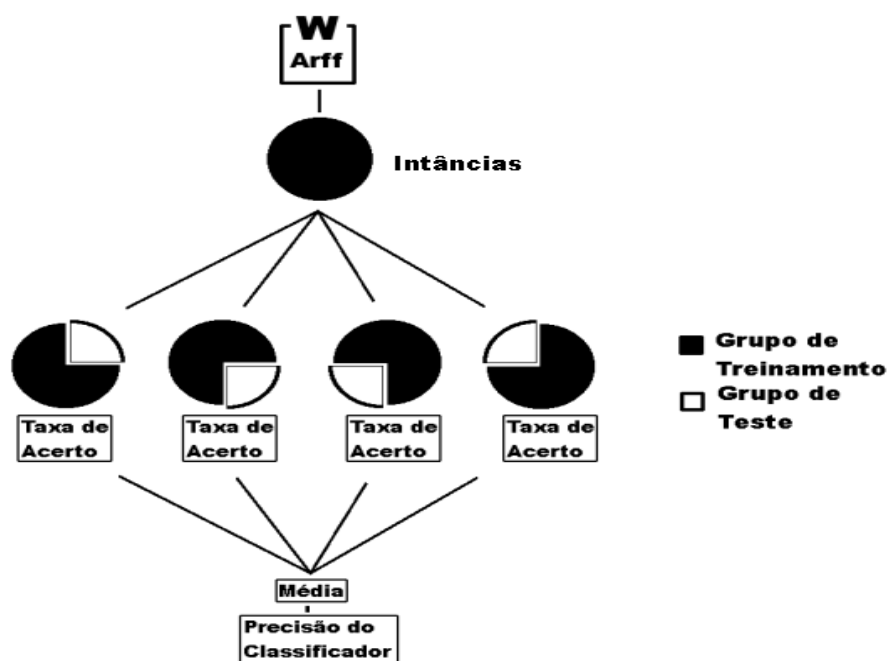 W
Arff
Intâncias
Grupo de
Treinamento
Grupo de
Teste
Taxa de
Acerto
Taxa de
Acerto
Taxa de
Acerto
Taxa de
Acerto
Média
Precisão do
Classificador